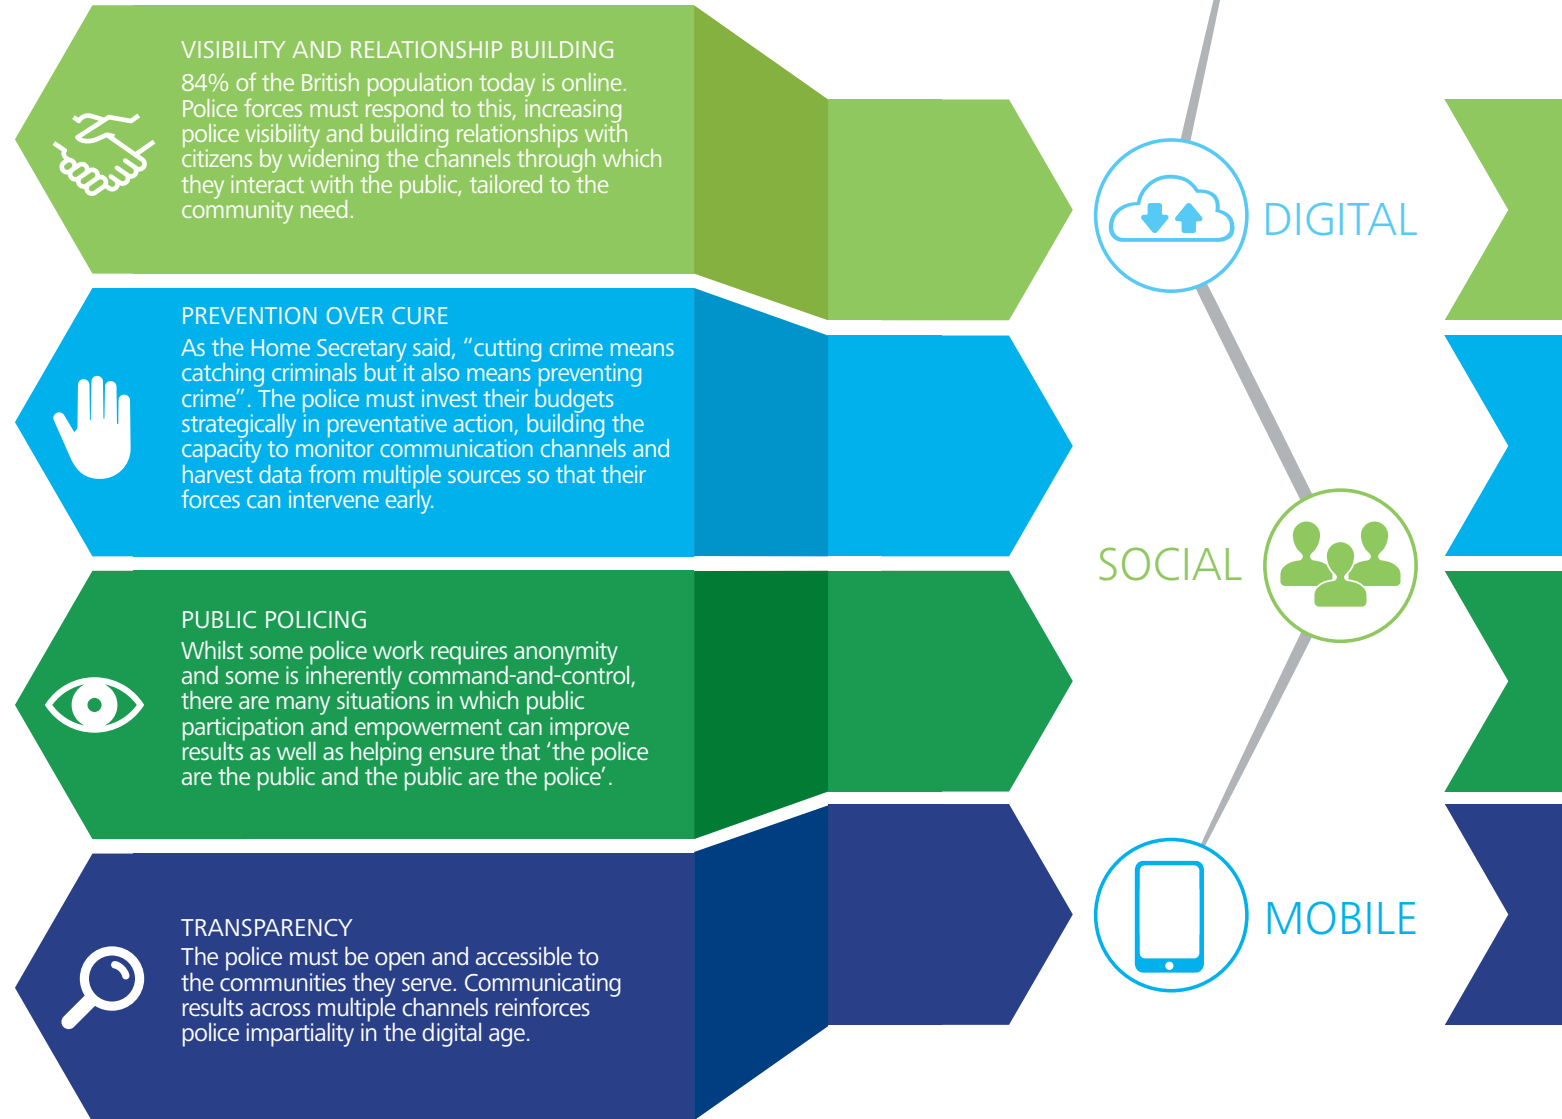 VISIBILITY AND RELATIONSHIP BUILDING
84% of the British population today is online.
Police forces must respond to this, increasing
police visibility and building relationships with
citizens by widening the channels through which
they interact with the public, tailored to the
community need.
PREVENTION OVER CURE
As the Home Secretary said, “cutting crime means
catching criminals but it also means preventing
crime”. The police must invest their budgets
strategically in preventative action, building the
capacity to monitor communication channels and
harvest data from multiple sources so that their
forces can intervene early.
PUBLIC POLICING
Whilst some police work requires anonymity
and some is inherently command-and-control,
there are many situations in which public
participation and empowerment can improve
results as well as helping ensure that ‘the police
are the public and the public are the police’.
TRANSPARENCY
The police must be open and accessible to
the communities they serve. Communicating
results across multiple channels reinforces
police impartiality in the digital age.
DIGITAL
SOCIAL
MOBILE